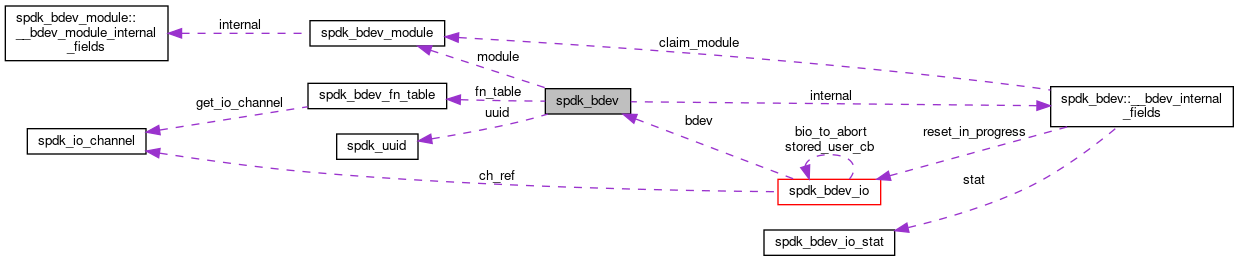 spdk_bdev_module::
__bdev_module_internal
_fields
internal
spdk_bdev_module
claim_module
module
spdk_bdev_fn_table
get_io_channel
fn_table
spdk_bdev
internal
spdk_bdev::__bdev_internal
_fields
uuid
bdev
spdk_io_channel
spdk_uuid
bio_to_abort
stored_user_cb
reset_in_progress
ch_ref
spdk_bdev_io
stat
spdk_bdev_io_stat